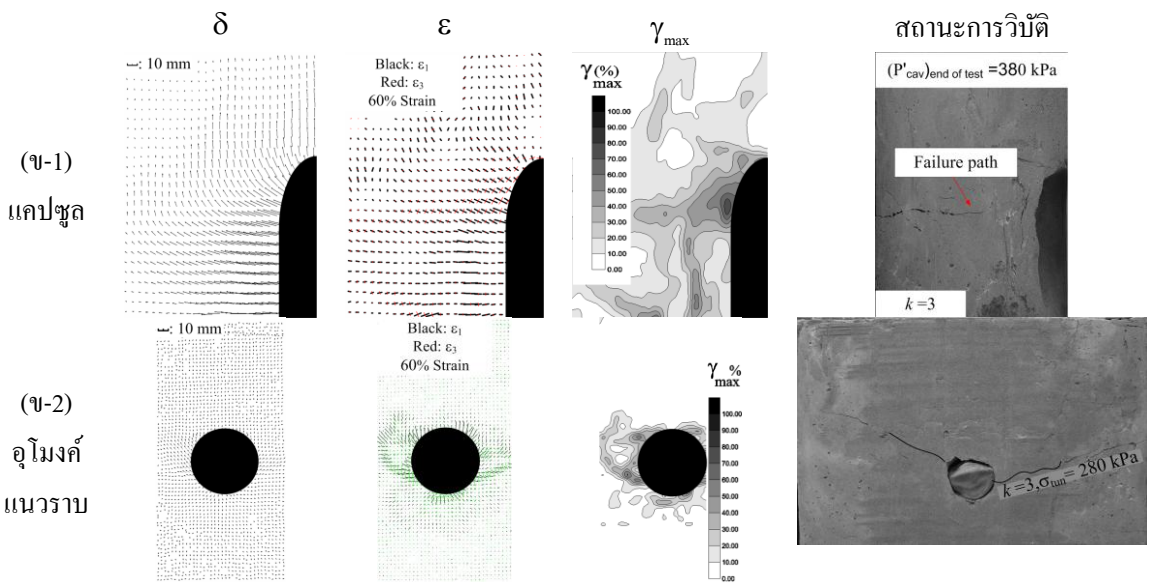 δ
ε
γmax
สถานะการวิบัติ
(ข-1)
แคปซูล
⊔: 10 mm
Black: ε1
Red: ε3
60% Strain
γ(%)
max
100.00
90.00
80.00
70.00
60.00
50.00
40.00
30.00
20.00
10.00
0.00
(P'cav)end of test =380 kPa
Failure path
k =3
(ข-2)
อุโมงค์
แนวราบ
⊔: 10 mm
Black: ε1
Red: ε3
60% Strain
γ%
max
100.00
90.00
80.00
70.00
60.00
50.00
40.00
30.00
20.00
10.00
0.00
k =3,σtun= 280 kPa